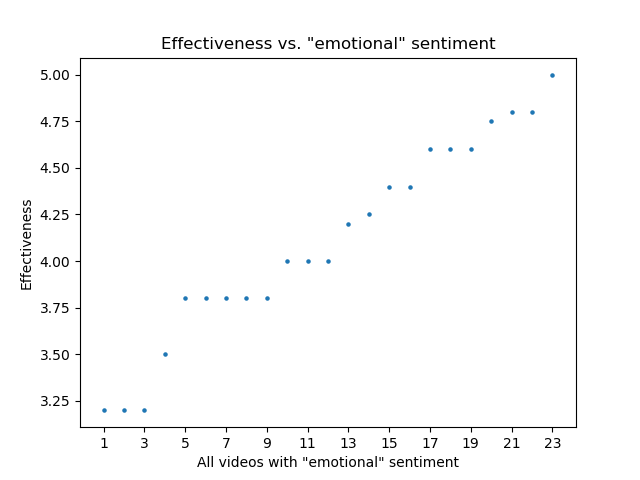 Effectiveness vs. "emotional" sentiment
5.00
4.75
4.50
4.25
4.00
3.75
3.50
3.25
Effectiveness
1 3 5 7 9 11 13 15 17 19 21 23
All videos with "emotional" sentiment